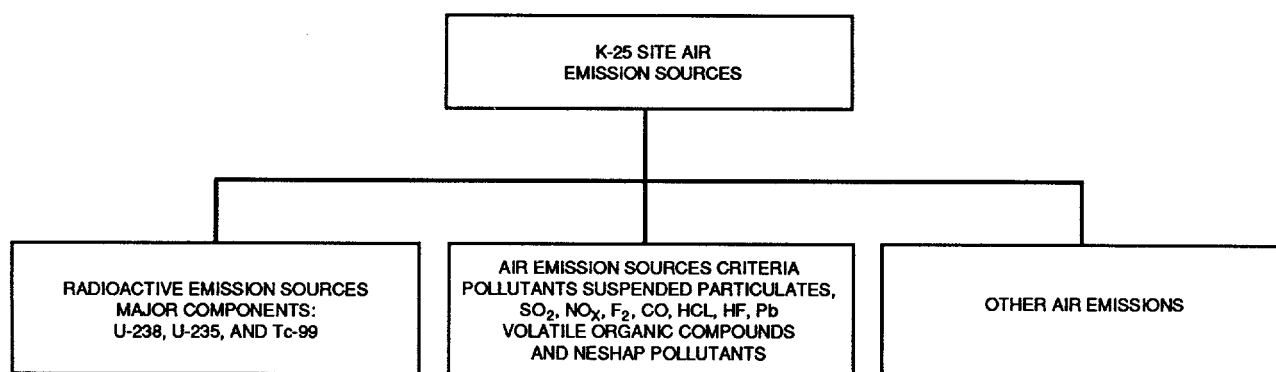 K-25 SITE AIR
EMISSION SOURCES
RADIOACTIVE EMISSION SOURCES
MAJOR COMPONENTS:
U-238, U-235, AND Tc-99
AIR EMISSION SOURCES CRITERIA
POLLUTANTS SUSPENDED PARTICULATES,
SO₂, NOₓ, F₂, CO, HCL, HF, Pb
VOLATILE ORGANIC COMPOUNDS
AND NESHAP POLLUTANTS
OTHER AIR EMISSIONS